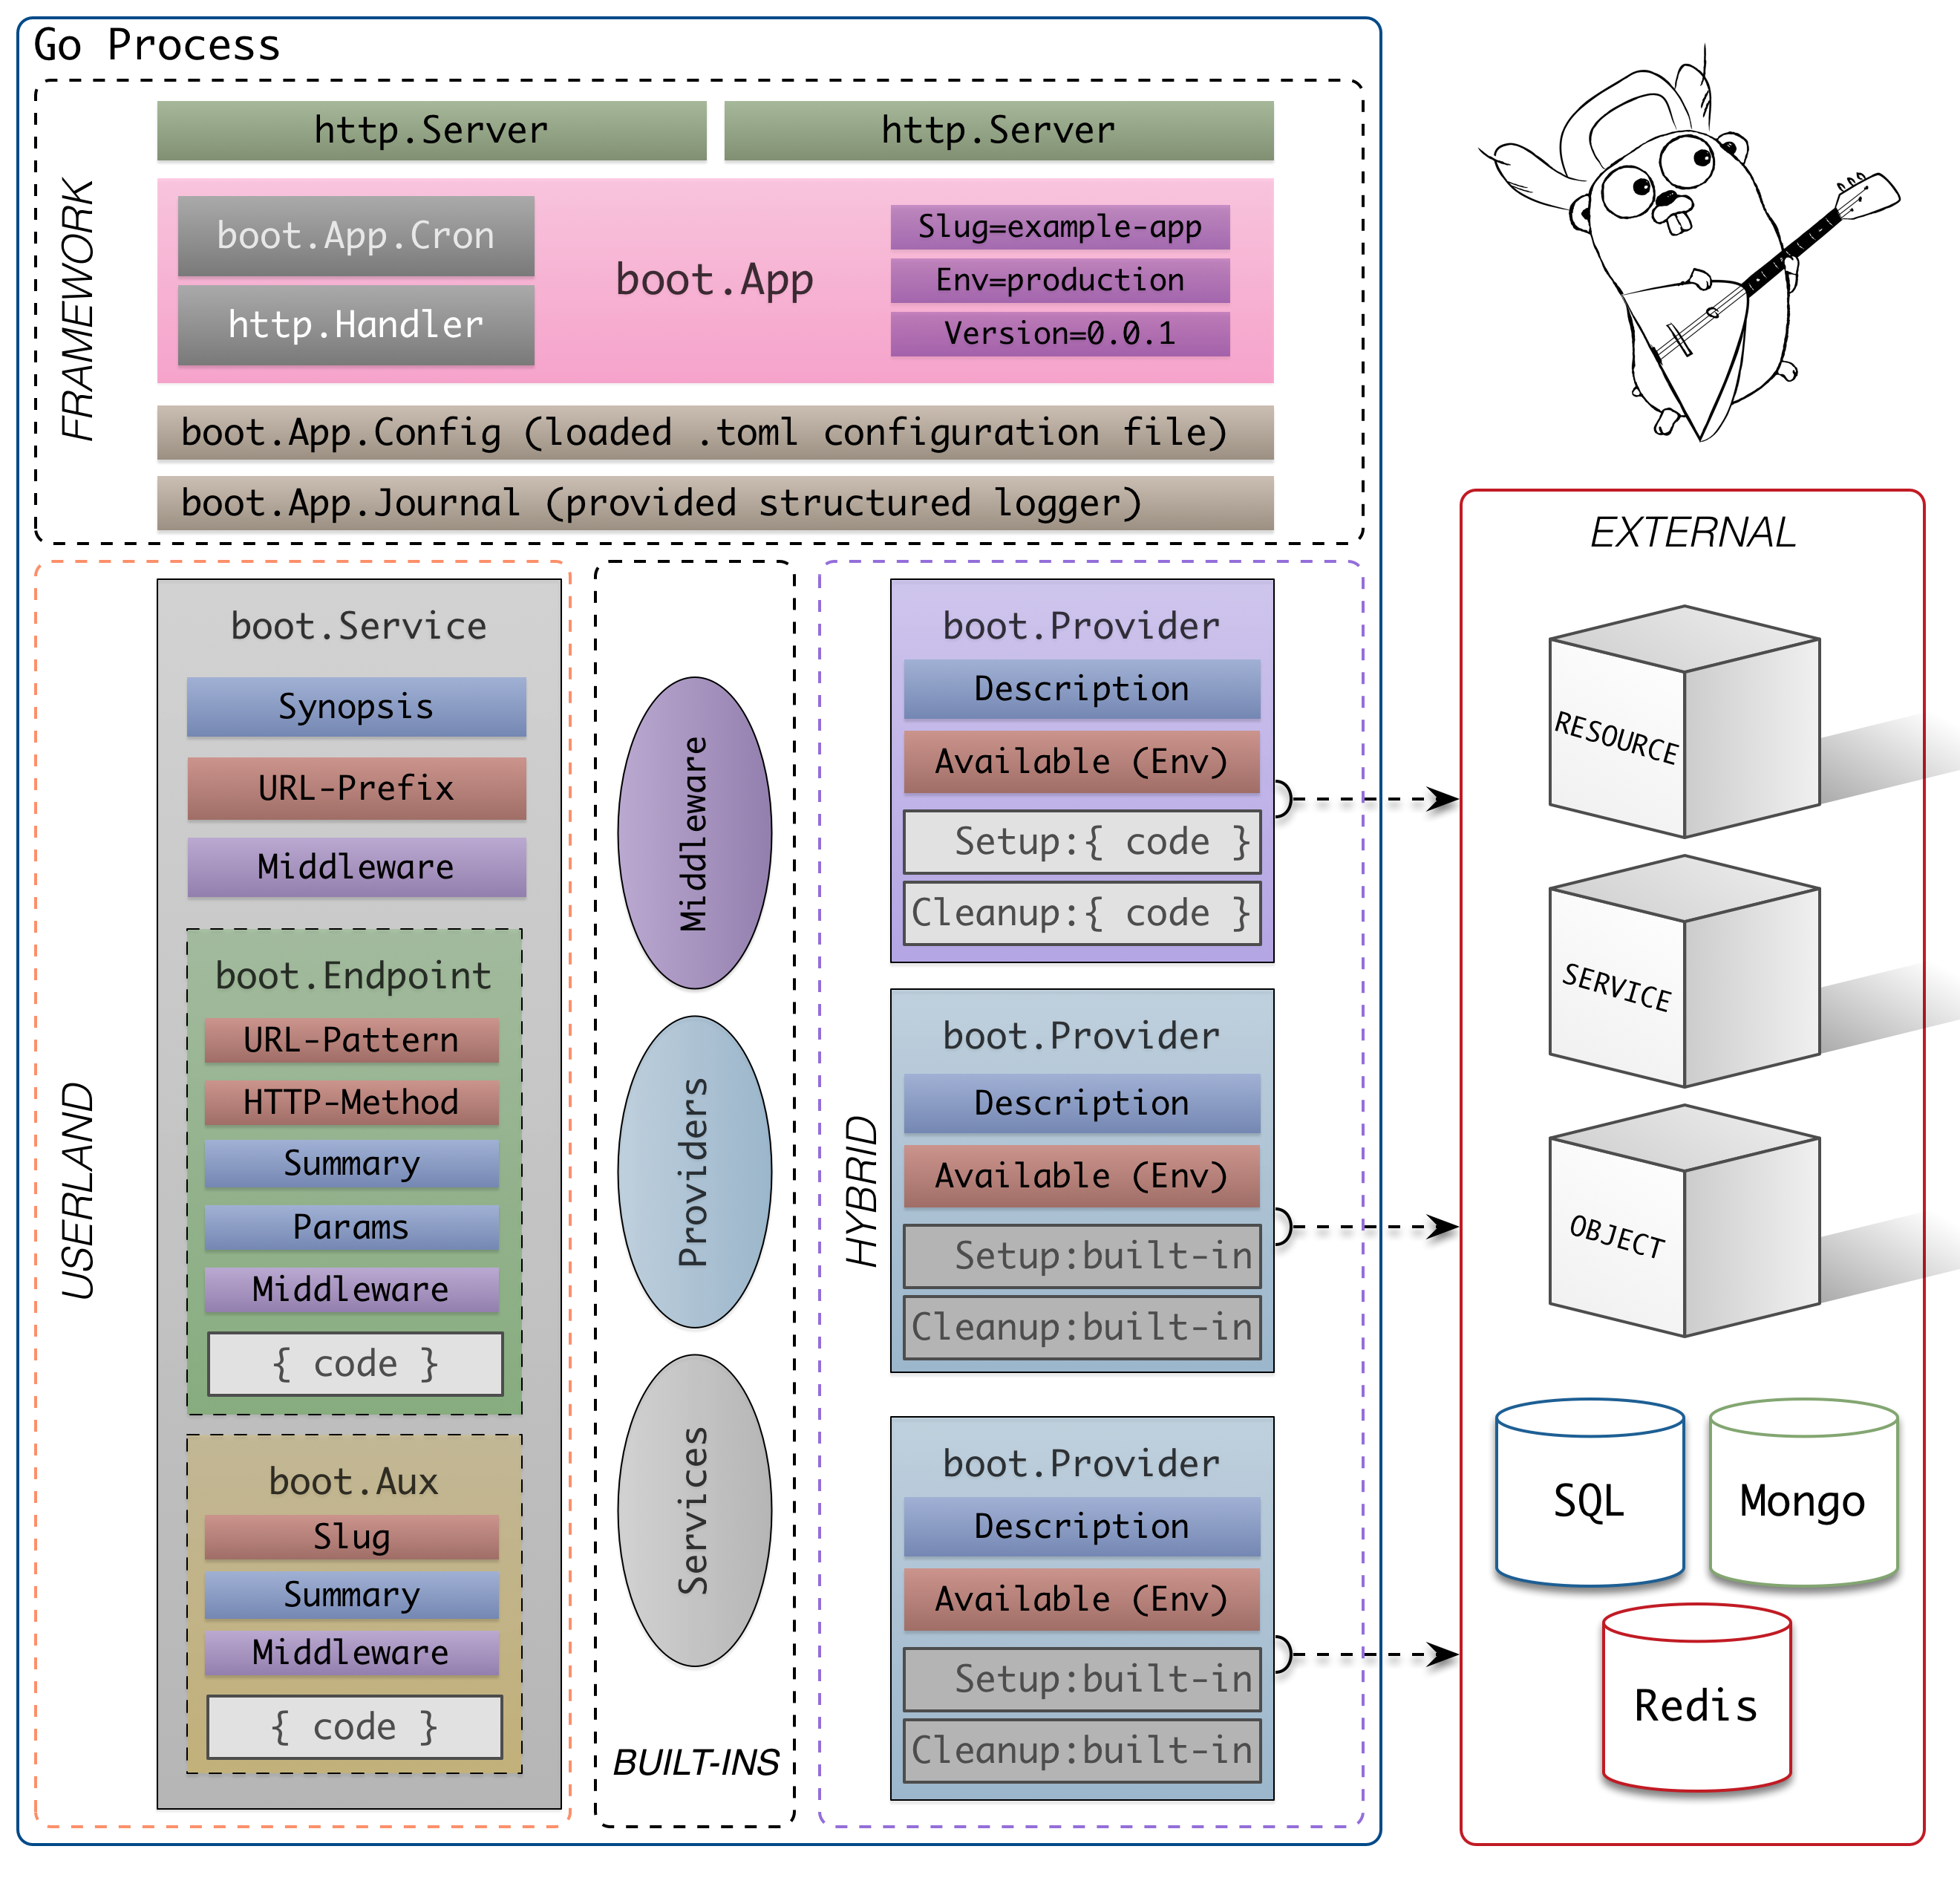 Go Process
FRAMEWORK
http.Server
http.Server
boot.App.Cron
http.Handler
boot.App
Slug=example-app
Env=production
Version=0.0.1
boot.App.Config (loaded .toml configuration file)
boot.App.Journal (provided structured logger)
USERLAND
boot.Service
Synopsis
URL-Prefix
Middleware
boot.Endpoint
URL-Pattern
HTTP-Method
Summary
Params
Middleware
{ code }
boot.Aux
Slug
Summary
Middleware
{ code }
Middleware
Providers
Services
BUILT-INS
HYBRID
boot.Provider
Description
Available (Env)
Setup:{ code }
Cleanup:{ code }
boot.Provider
Description
Available (Env)
Setup:built-in
Cleanup:built-in
boot.Provider
Description
Available (Env)
Setup:built-in
Cleanup:built-in
EXTERNAL
RESOURCE
SERVICE
OBJECT
SQL
Mongo
Redis